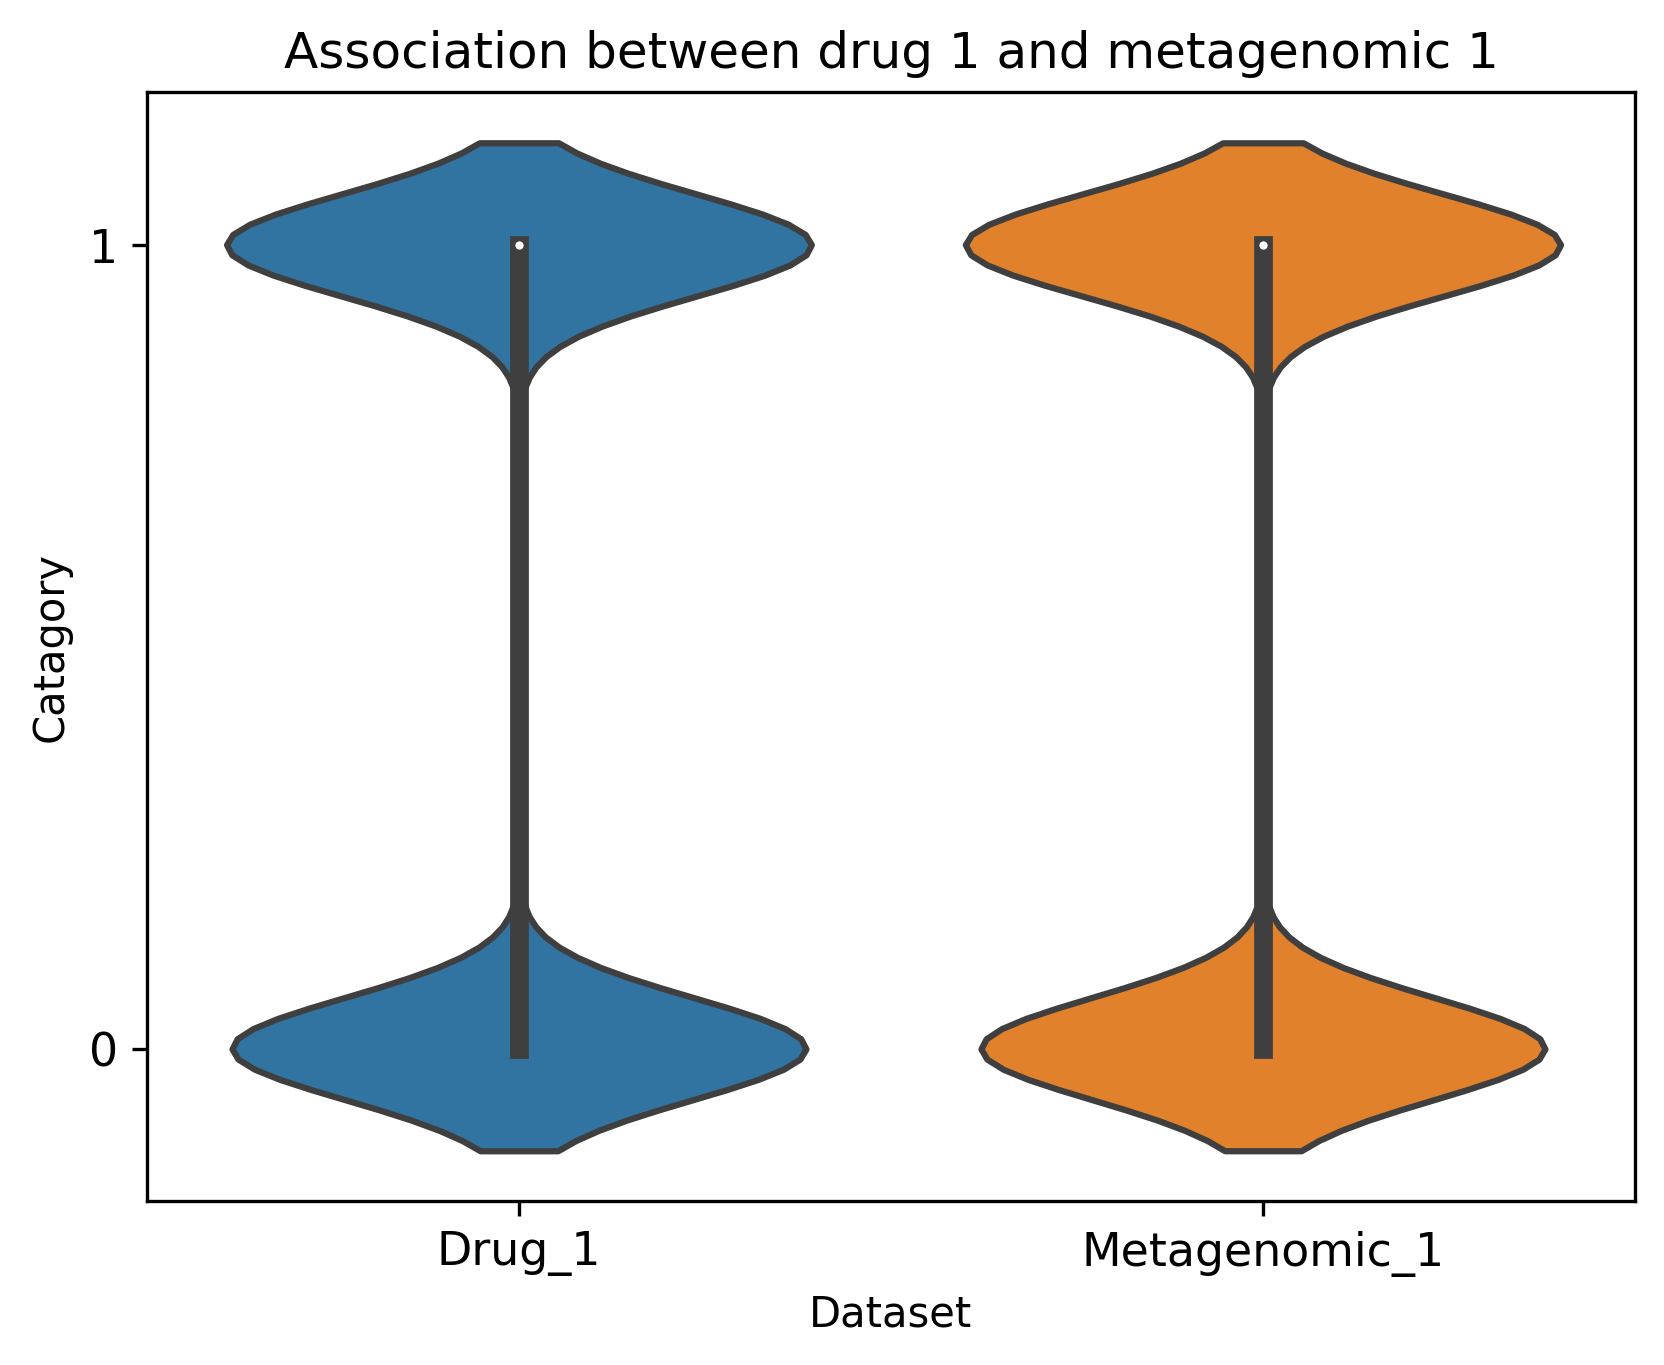 Association between drug 1 and metagenomic 1
1
Catagory
0
Drug_1
Metagenomic_1
Dataset